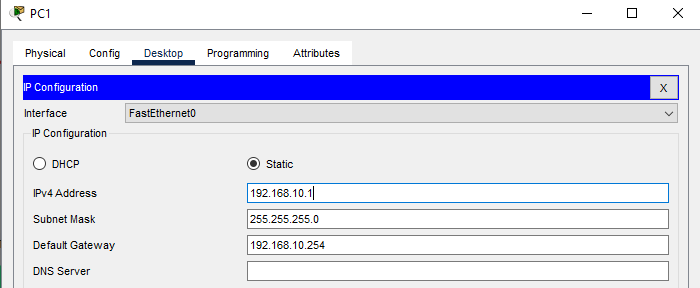 PC1
Physical Config Desktop Programming Attributes
IP Configuration X
Interface FastEthernet0
IP Configuration
DHCP Static
IPv4 Address 192.168.10.1
Subnet Mask 255.255.255.0
Default Gateway 192.168.10.254
DNS Server